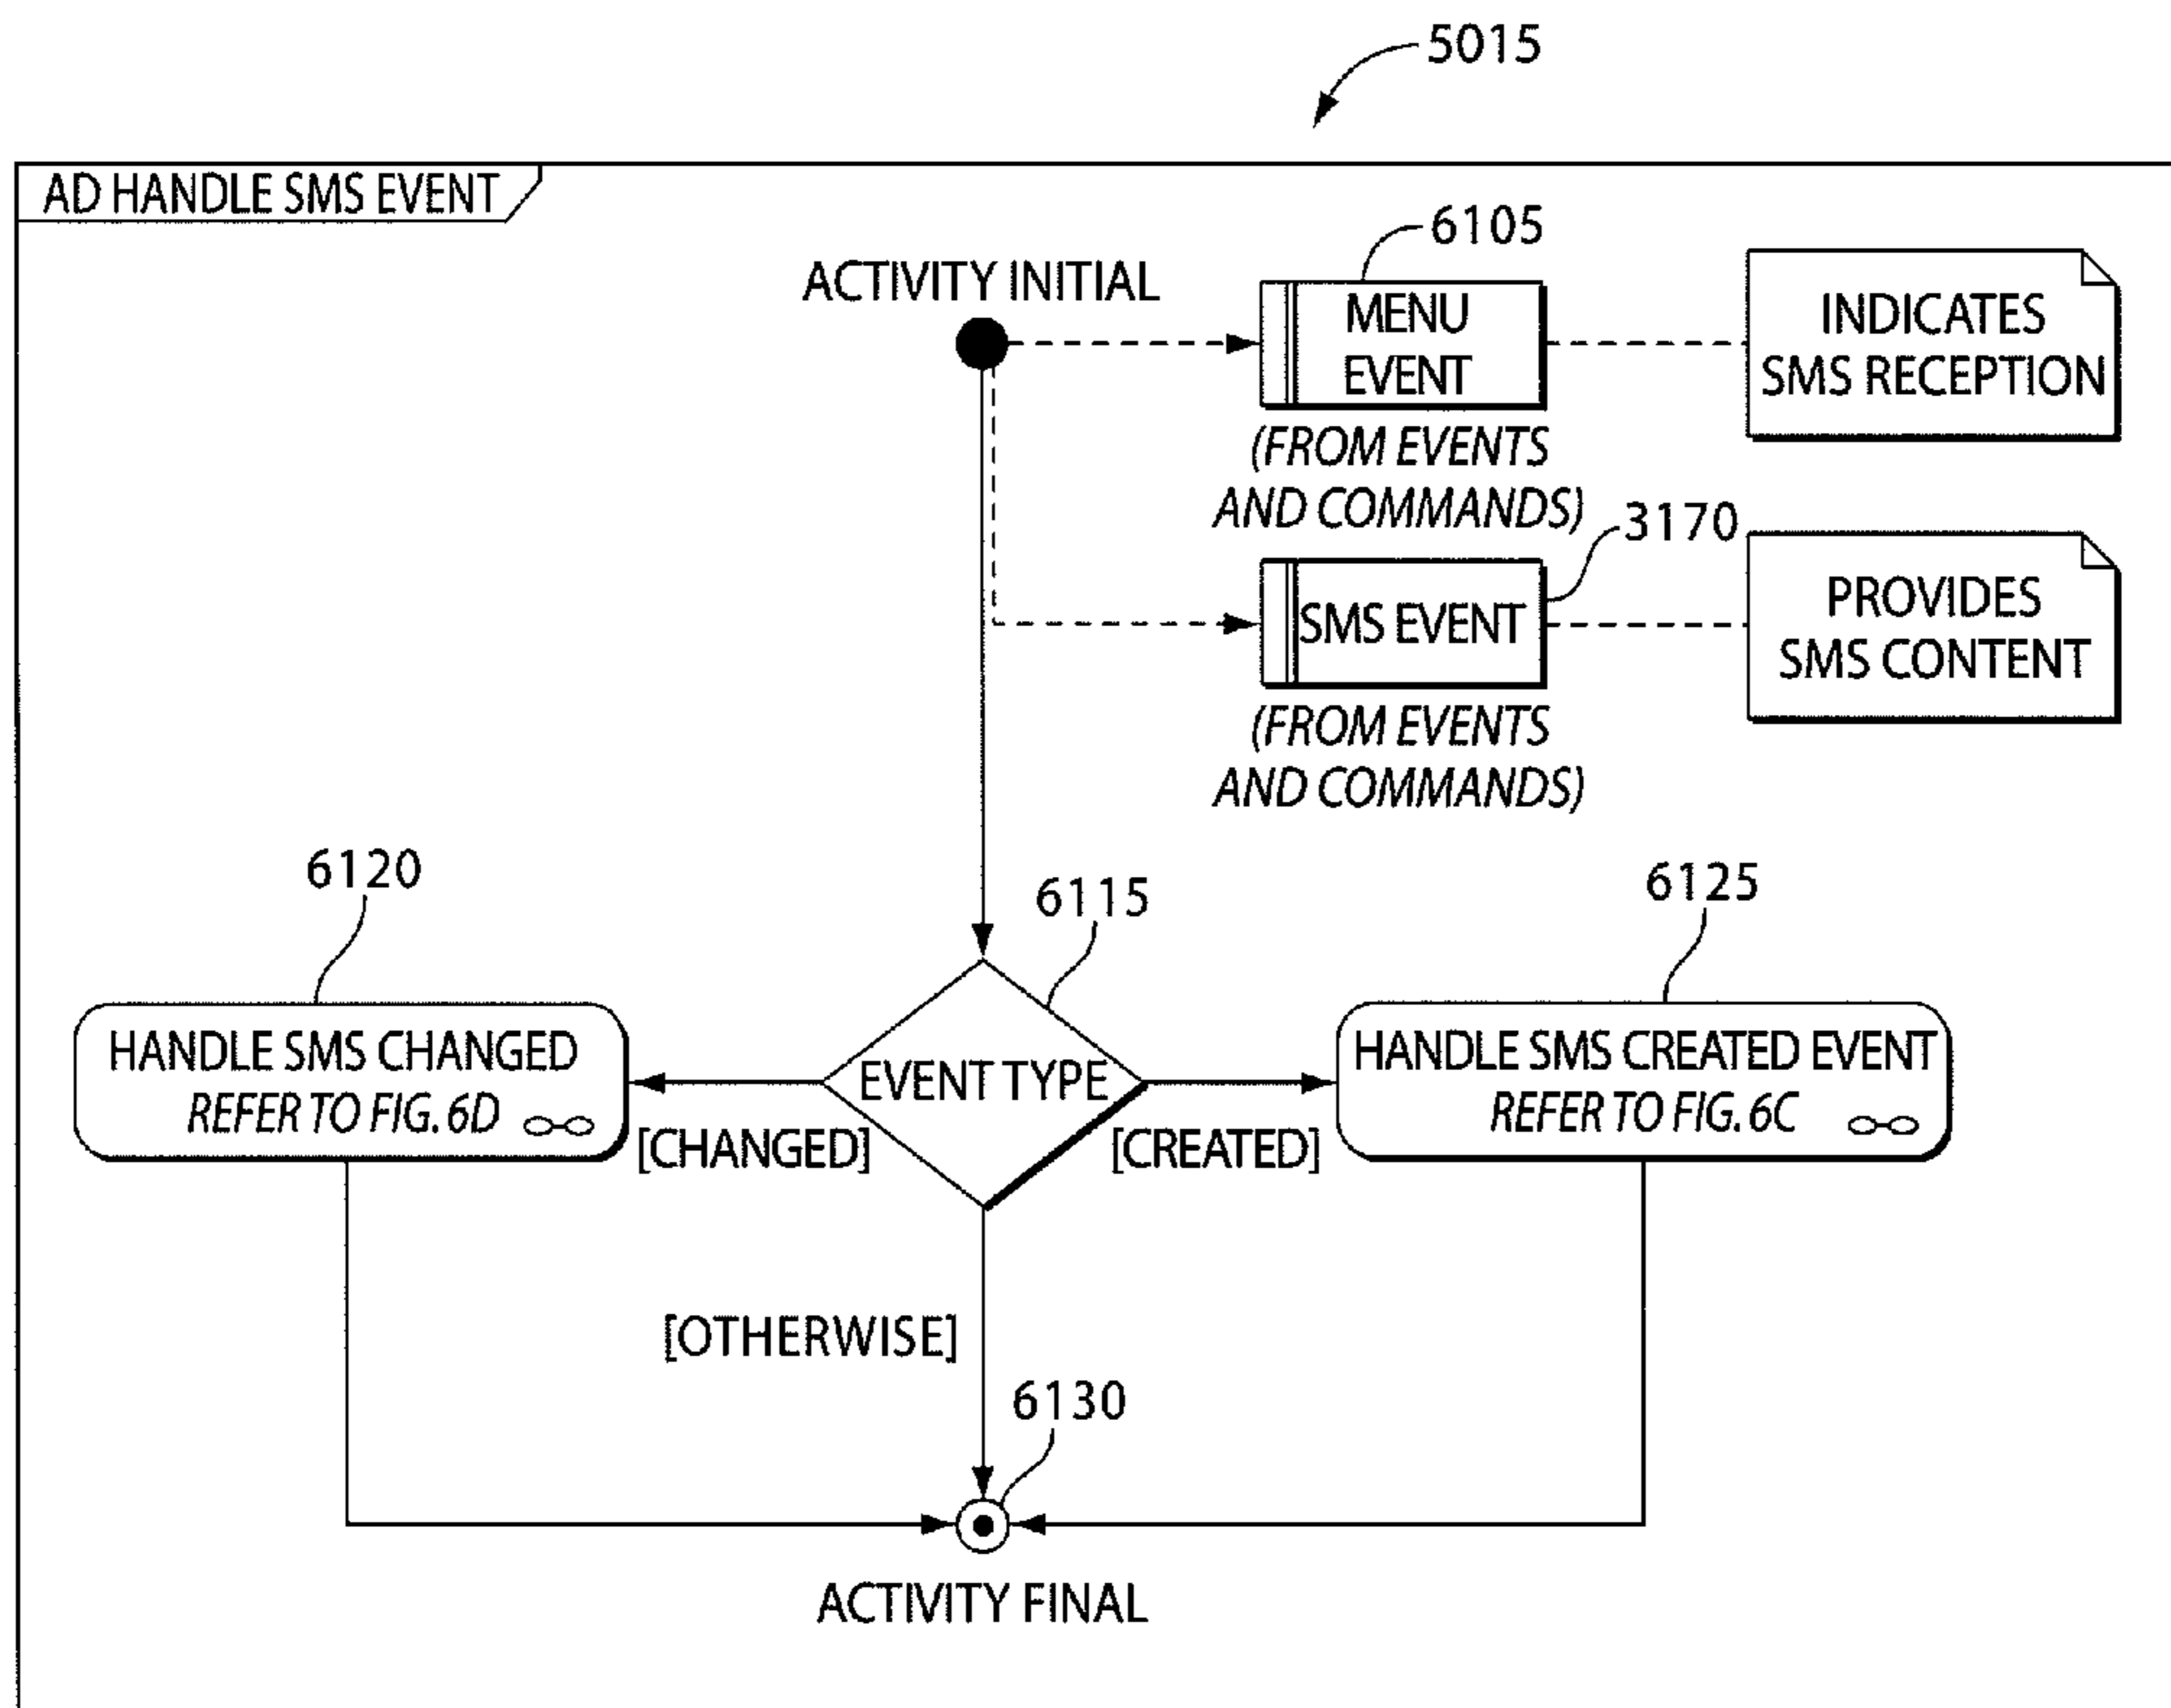 5015
AD HANDLE SMS EVENT
6105
ACTIVITY INITIAL
MENU
EVENT
INDICATES
SMS RECEPTION
(FROM EVENTS
AND COMMANDS)
3170
SMS EVENT
PROVIDES
SMS CONTENT
(FROM EVENTS
AND COMMANDS)
6120
6115
6125
HANDLE SMS CHANGED
REFER TO FIG. 6D
EVENT TYPE
HANDLE SMS CREATED EVENT
REFER TO FIG. 6C
[CHANGED]
[CREATED]
[OTHERWISE]
6130
ACTIVITY FINAL